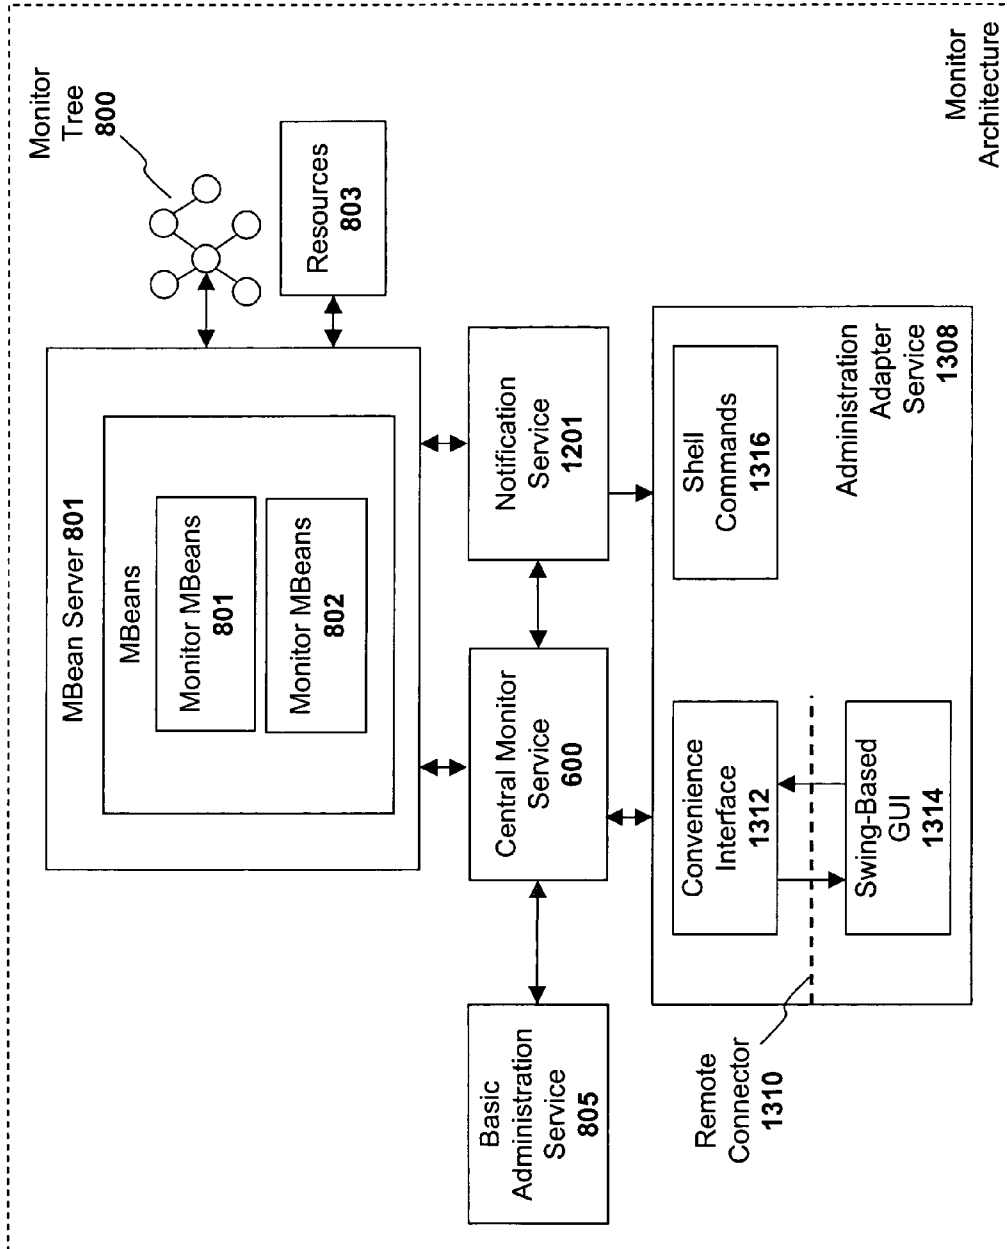 Monitor
Tree
800
MBean Server 801
MBeans
Monitor MBeans
801
Monitor MBeans
802
Resources
803
Basic
Administration
Service
805
Central Monitor
Service
600
Notification
Service
1201
Remote
Connector
1310
Convenience
Interface
1312
Swing-Based
GUI
1314
Shell
Commands
1316
Administration
Adapter
Service
1308
Monitor
Architecture